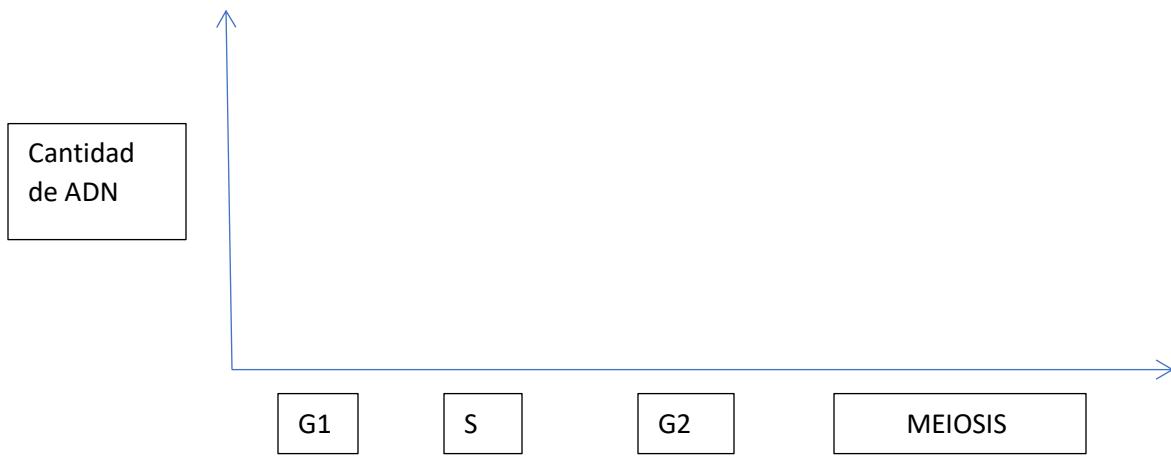 Cantidad
de ADN
G1
S
G2
MEIOSIS